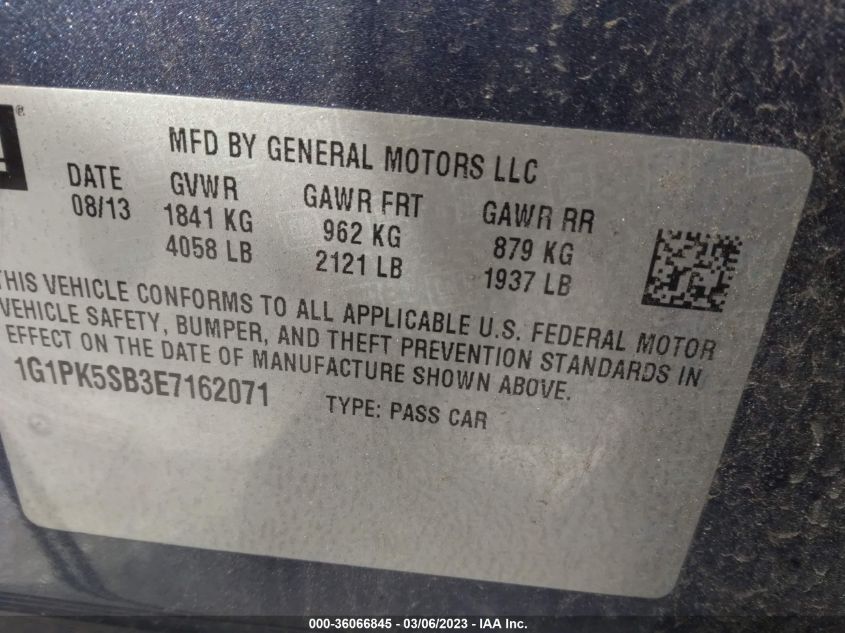 MFD BY GENERAL MOTORS LLC
DATE GVWR GAWR FRT GAWR RR
08/13 1841 KG 962 KG 879 KG
4058 LB 2121 LB 1937 LB
THIS VEHICLE CONFORMS TO ALL APPLICABLE U.S. FEDERAL MOTOR
VEHICLE SAFETY, BUMPER, AND THEFT PREVENTION STANDARDS IN
EFFECT ON THE DATE OF MANUFACTURE SHOWN ABOVE.
1G1PK5SB3E7162071 TYPE: PASS CAR
000-36066845 / 03/06/2023 / IAA Inc.